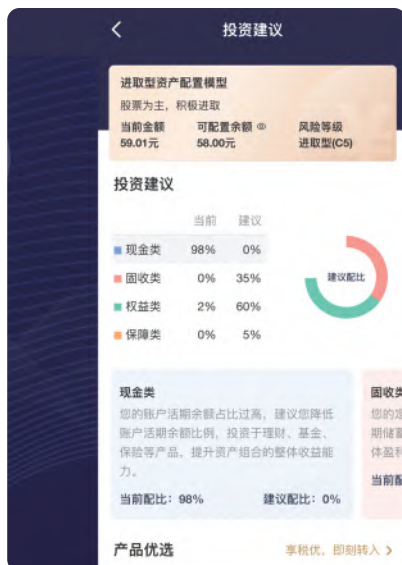 投资建议
进取型资产配置模型
股票为主，积极进取
当前金额 可配置余额 风险等级
59.01元 58.00元 进取型(C5)
投资建议
当前 建议
现金类 98% 0%
固收类 0% 35%
权益类 2% 60%
保障类 0% 5%
建议配比
现金类
您的账户活期余额占比过高，建议您降低
账户活期余额比例，投资于理财、基金、
保险等产品，提升资产组合的整体收益能
力。
当前配比：98% 建议配比：0%
固收类
您的定
期储蓄
体盈利
当前配
产品优选 享税优，即刻转入